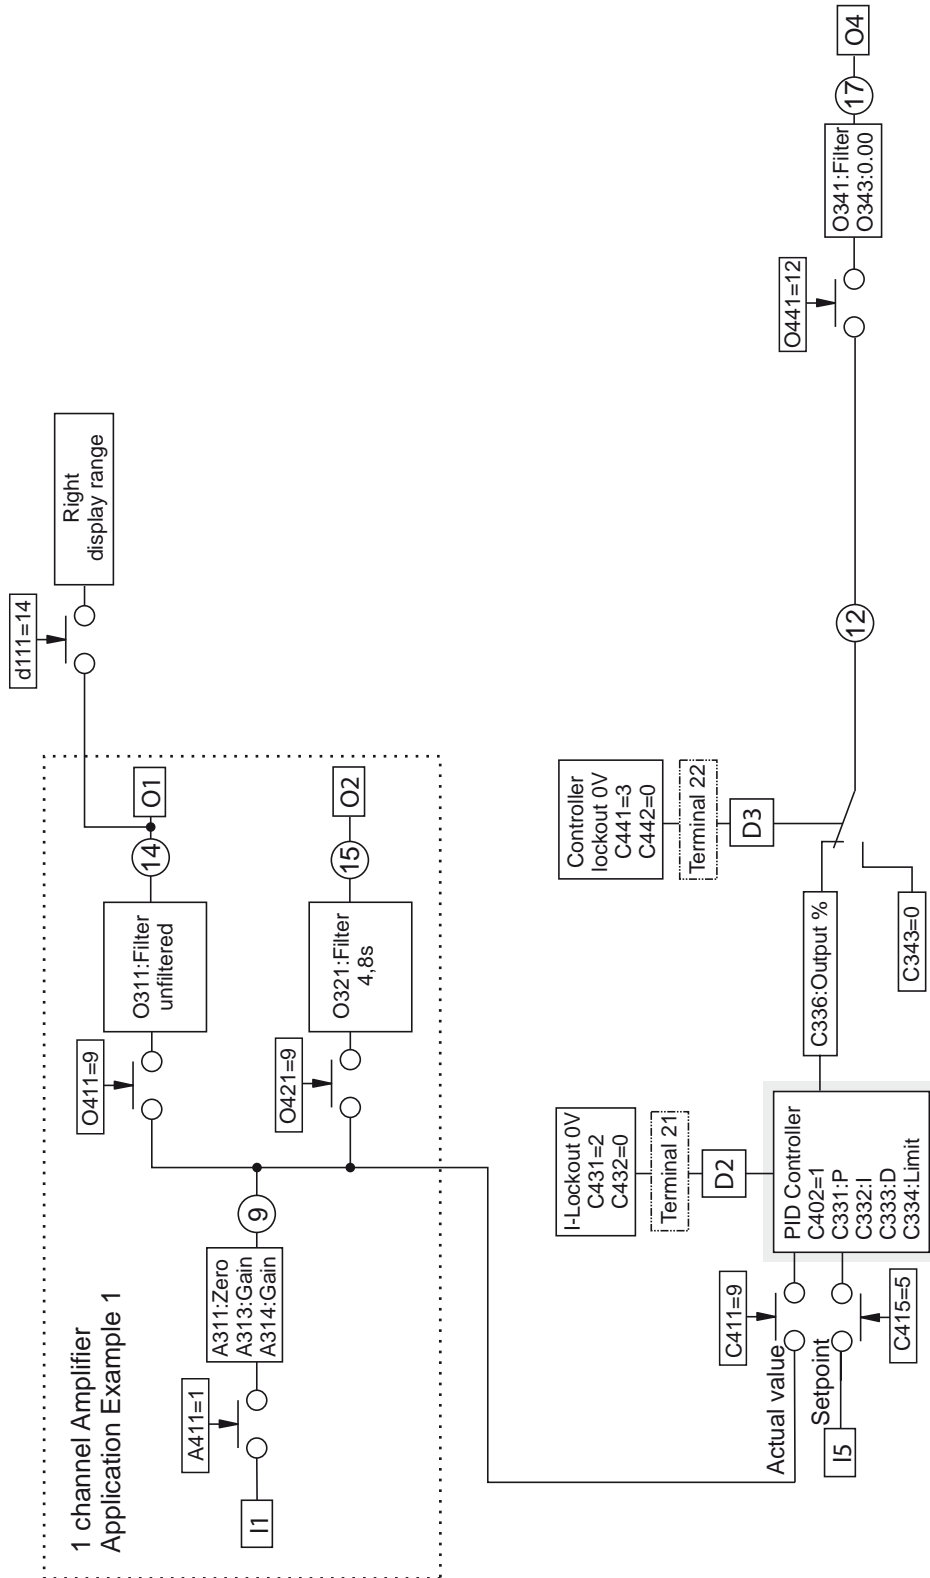 1 channel Amplifier
Application Example 1
I1
A411=1
A311:Zero
A313:Gain
A314:Gain
9
O411=9
O311:Filter
unfiltered
14
O1
d111=14
Right
display range
O421=9
O321:Filter
4,8s
15
O2
Actual value
Setpoint
I5
C411=9
C415=5
PID Controller
C402=1
C331:P
C332:I
C333:D
C334:Limit
I-Lockout 0V
C431=2
C432=0
Terminal 21
D2
C336:Output %
C343=0
Controller
lockout 0V
C441=3
C442=0
Terminal 22
D3
12
O441=12
O341:Filter
O343:0.00
17
O4